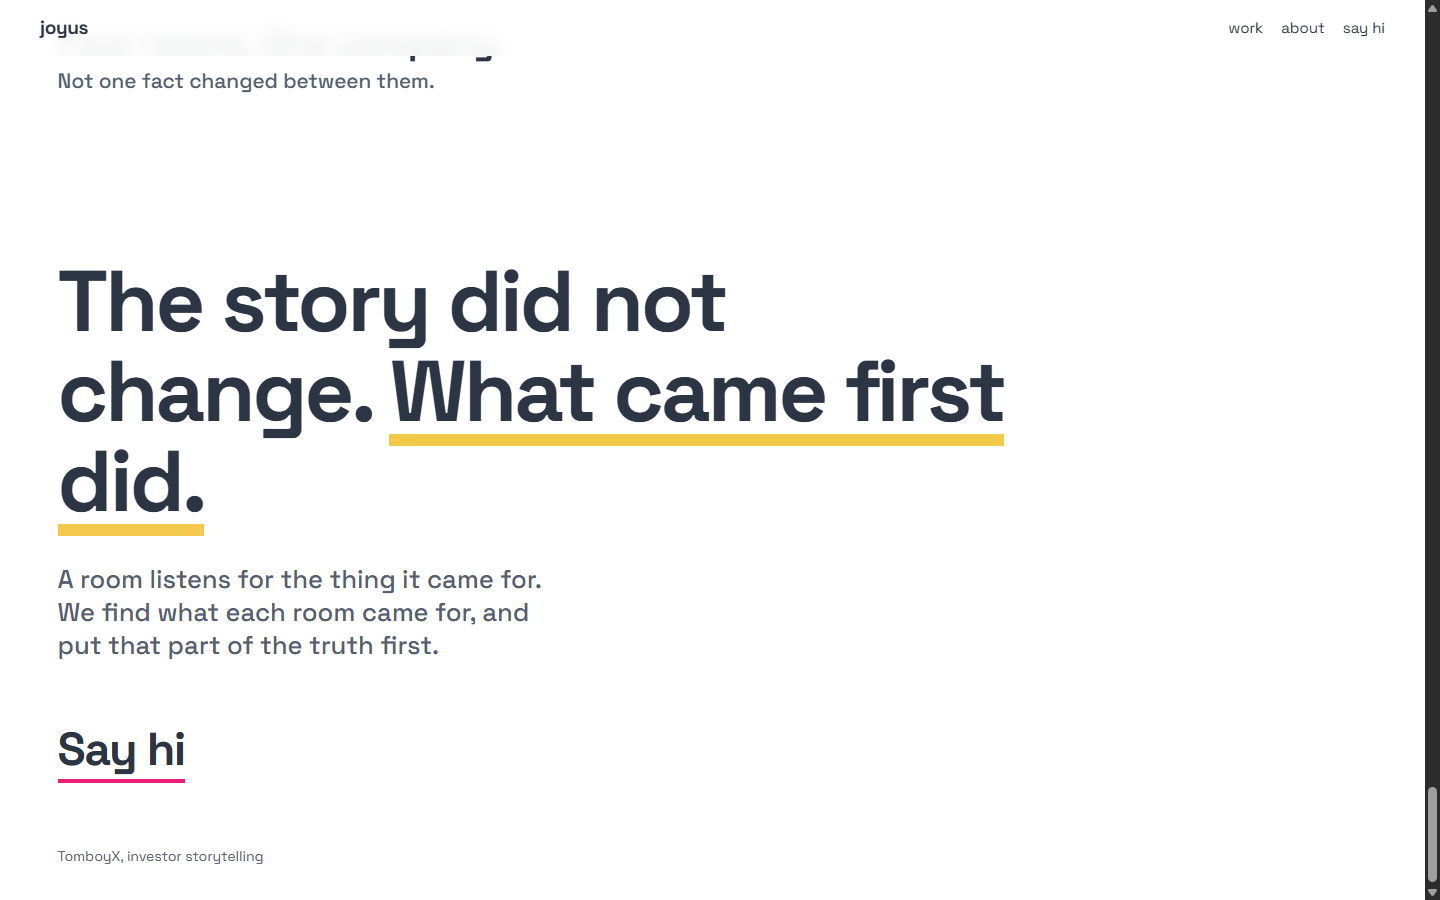 joyus
work about say hi
Not one fact changed between them.
The story did not
change. What came first
did.
A room listens for the thing it came for.
We find what each room came for, and
put that part of the truth first.
Say hi
TomboyX, investor storytelling